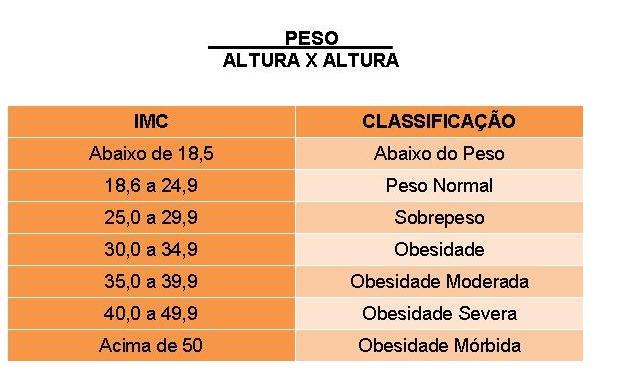 PESO
ALTURA X ALTURA
IMC CLASSIFICAÇÃO
Abaixo de 18,5 Abaixo do Peso
18,6 a 24,9 Peso Normal
25,0 a 29,9 Sobrepeso
30,0 a 34,9 Obesidade
35,0 a 39,9 Obesidade Moderada
40,0 a 49,9 Obesidade Severa
Acima de 50 Obesidade Mórbida